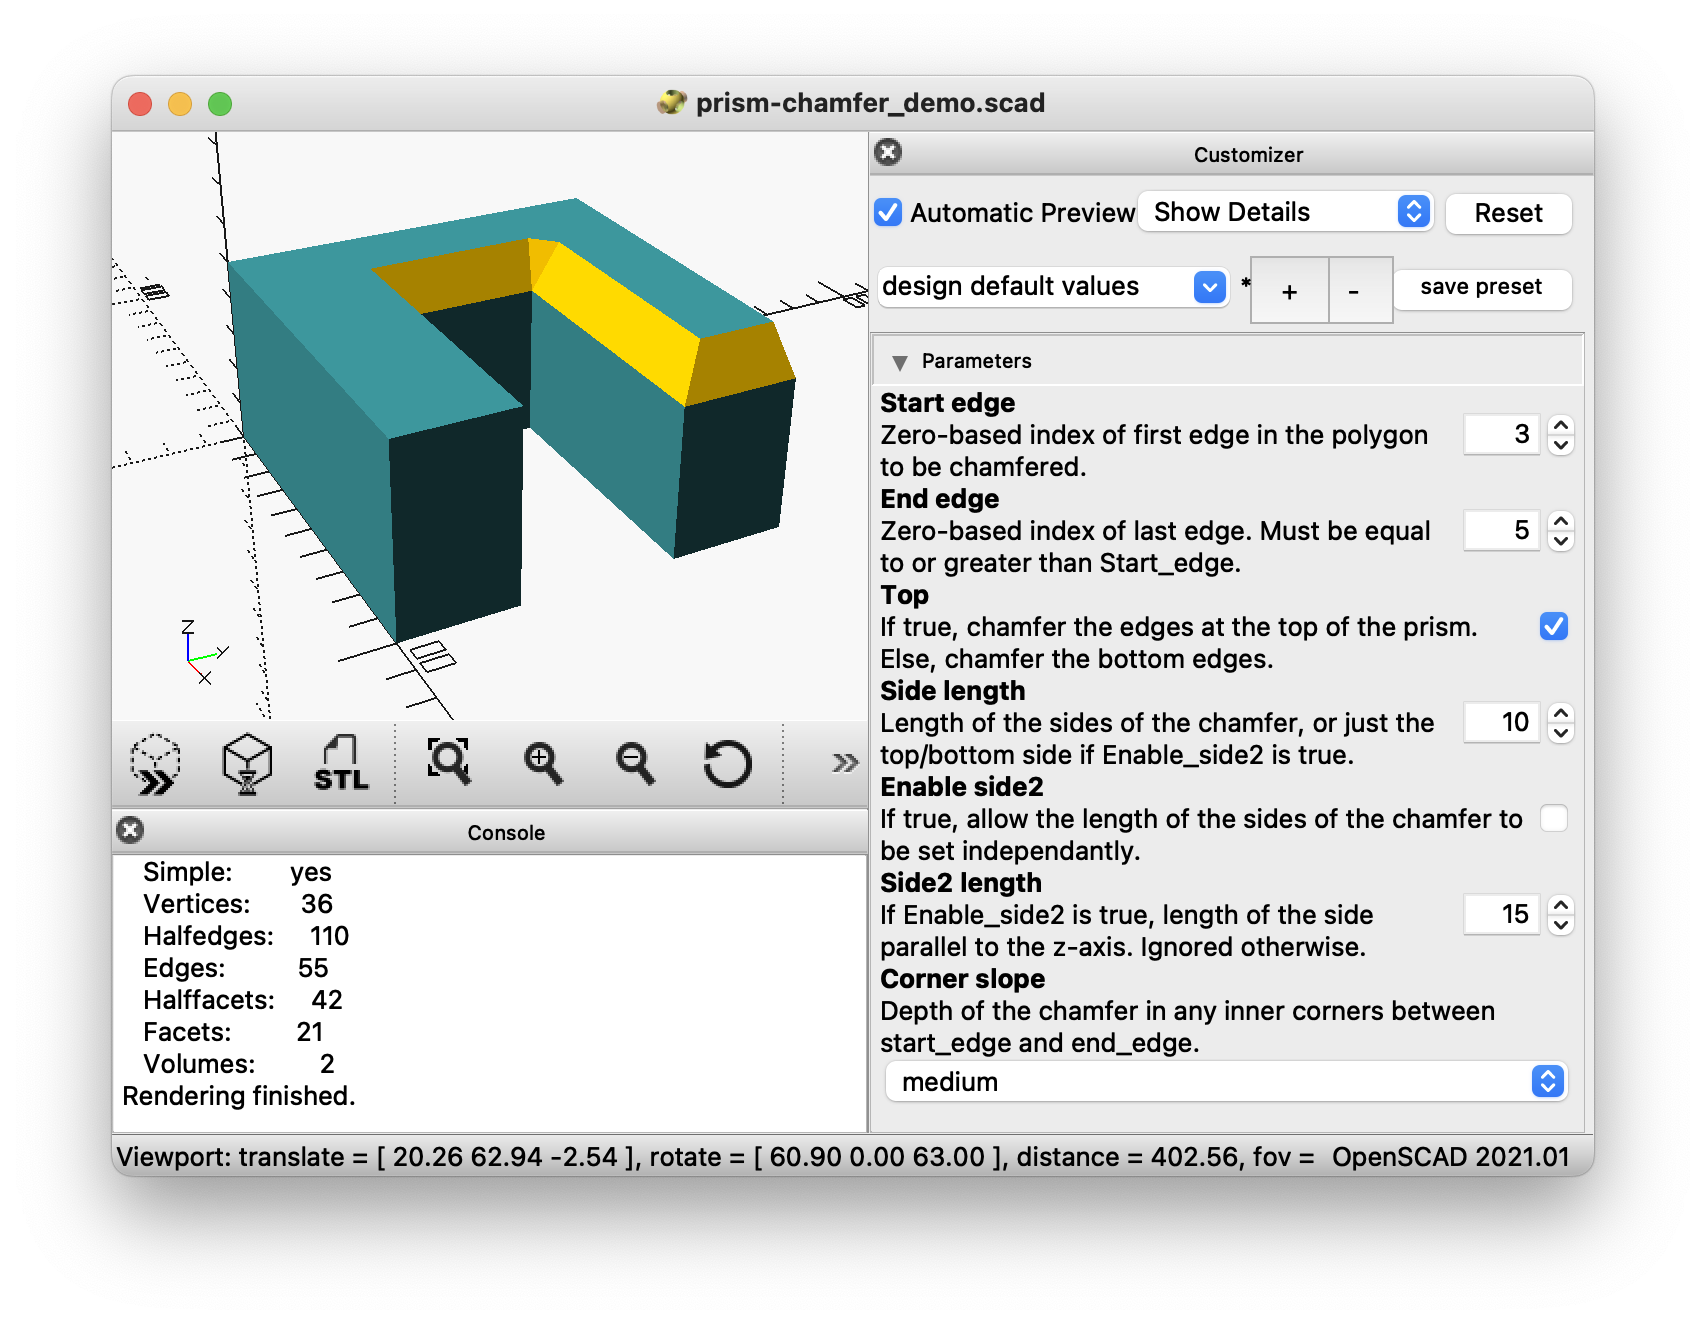 prism-chamfer_demo.scad
Customizer
Automatic Preview
Show Details
Reset
design default values
*
+
-
save preset
Parameters
Start edge
Zero-based index of first edge in the polygon
to be chamfered.
3
End edge
Zero-based index of last edge. Must be equal
to or greater than Start_edge.
5
Top
If true, chamfer the edges at the top of the prism.
Else, chamfer the bottom edges.
Side length
Length of the sides of the chamfer, or just the
top/bottom side if Enable_side2 is true.
10
Enable side2
If true, allow the length of the sides of the chamfer to
be set independantly.
Side2 length
If Enable_side2 is true, length of the side
parallel to the z-axis. Ignored otherwise.
15
Corner slope
Depth of the chamfer in any inner corners between
start_edge and end_edge.
medium
Z
Y
X
STL
»
Console
Simple: yes
Vertices: 36
Halfedges: 110
Edges: 55
Halffacets: 42
Facets: 21
Volumes: 2
Rendering finished.
Viewport: translate = [ 20.26 62.94 -2.54 ], rotate = [ 60.90 0.00 63.00 ], distance = 402.56, fov = OpenSCAD 2021.01